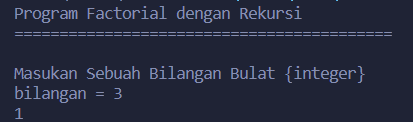 Program Factorial dengan Rekursi
==========================================
Masukan Sebuah Bilangan Bulat {integer}
bilangan = 3
1